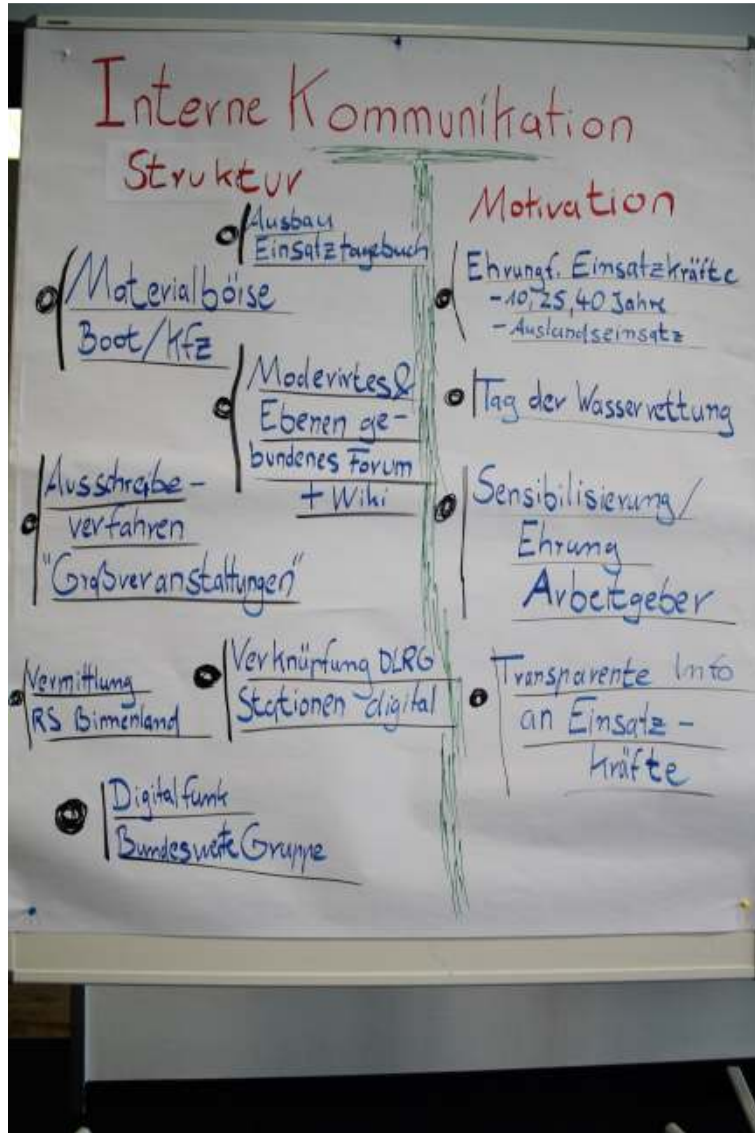 Interne Kommunikation
Struktur
Ausbau
Einsatztagebuch
Materialbörse
Boot/Kfz
Moderirtes &
Ebenen ge-
bundenes Forum
+ Wiki
Ausschreibe-
verfahren
"Großveranstaltungen"
Vermittlung
RS Binnenland
Verknüpfung DLRG
Stationen digital
Digitalfunk
Bundesweite Gruppe
Motivation
Ehrung f. Einsatzkräfte
- 10, 25, 40 Jahre
- Auslandseinsatz
Tag der Wasserrettung
Sensibilisierung/
Ehrung
Arbeitgeber
Transparente Info
an Einsatz-
kräfte